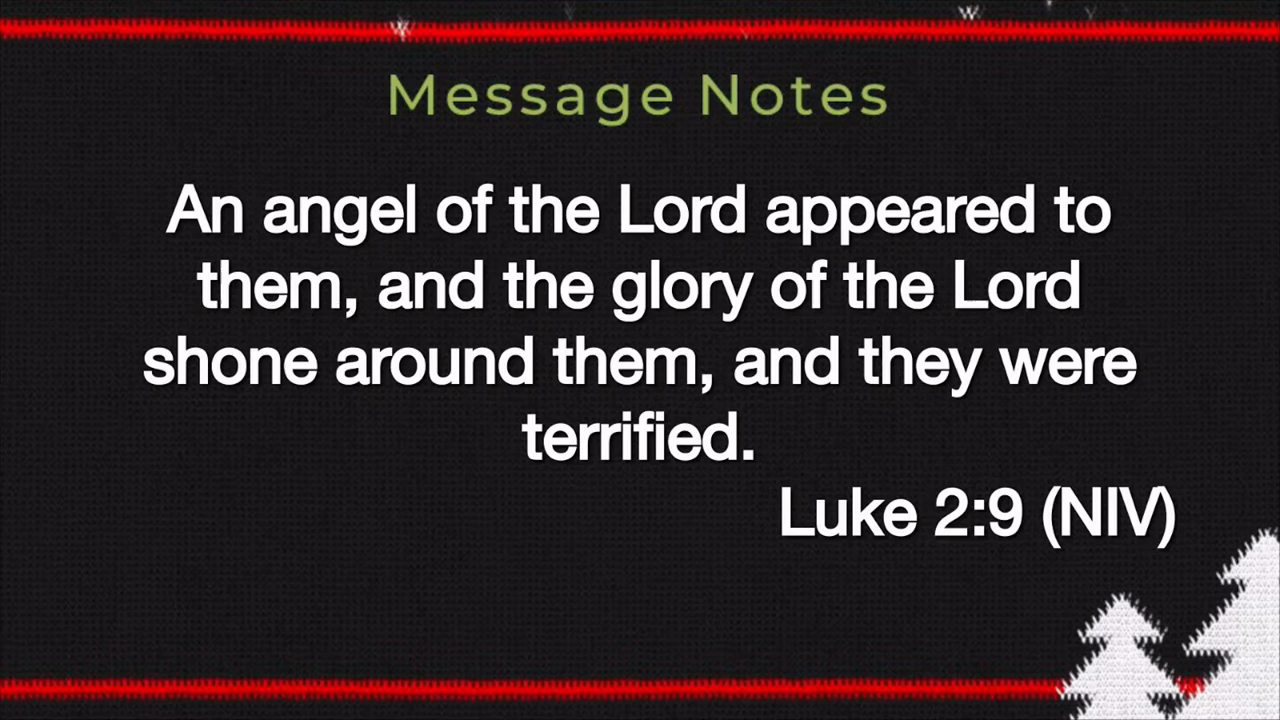 Message Notes
An angel of the Lord appeared to
them, and the glory of the Lord
shone around them, and they were
terrified.
Luke 2:9 (NIV)